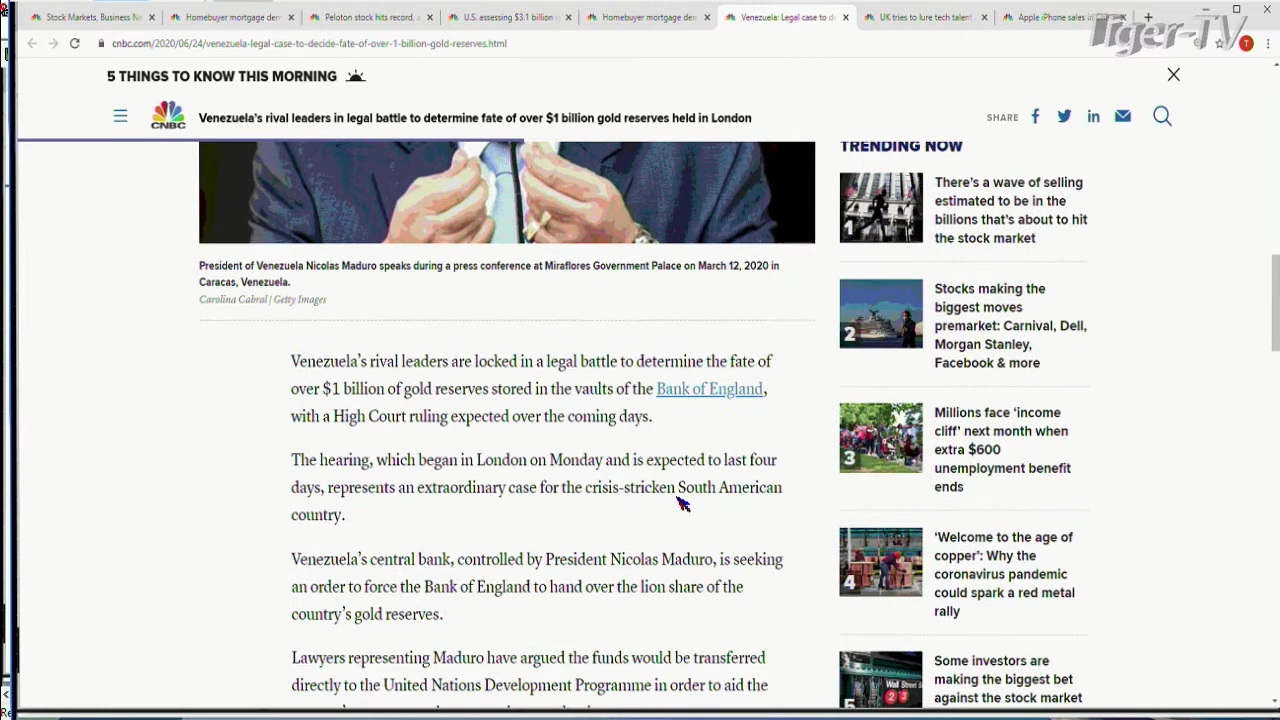 Stock Markets, Business N
Homebuyer mortgage der
Peloton stock hits record, a
U.S. assessing $3.1 billion
Homebuyer mortgage der
Venezuela: Legal case to d
UK tries to lure tech talent
Apple iPhone sales in
Tiger-TV
cnbc.com/2020/06/24/venezuela-legal-case-to-decide-fate-of-over-1-billion-gold-reserves.html
T
5 THINGS TO KNOW THIS MORNING
CNBC
Venezuela's rival leaders in legal battle to determine fate of over $1 billion gold reserves held in London
SHARE
TRENDING NOW
President of Venezuela Nicolas Maduro speaks during a press conference at Miraflores Government Palace on March 12, 2020 in
Caracas, Venezuela.
Carolina Cabral | Getty Images
Venezuela's rival leaders are locked in a legal battle to determine the fate of
over $1 billion of gold reserves stored in the vaults of the Bank of England,
with a High Court ruling expected over the coming days.
The hearing, which began in London on Monday and is expected to last four
days, represents an extraordinary case for the crisis-stricken South American
country.
Venezuela's central bank, controlled by President Nicolas Maduro, is seeking
an order to force the Bank of England to hand over the lion share of the
country's gold reserves.
Lawyers representing Maduro have argued the funds would be transferred
directly to the United Nations Development Programme in order to aid the
1
There's a wave of selling
estimated to be in the
billions that's about to hit
the stock market
2
Stocks making the
biggest moves
premarket: Carnival, Dell,
Morgan Stanley,
Facebook & more
3
Millions face 'income
cliff' next month when
extra $600
unemployment benefit
ends
4
'Welcome to the age of
copper': Why the
coronavirus pandemic
could spark a red metal
rally
5
Wall Street
2 3
Some investors are
making the biggest bet
against the stock market